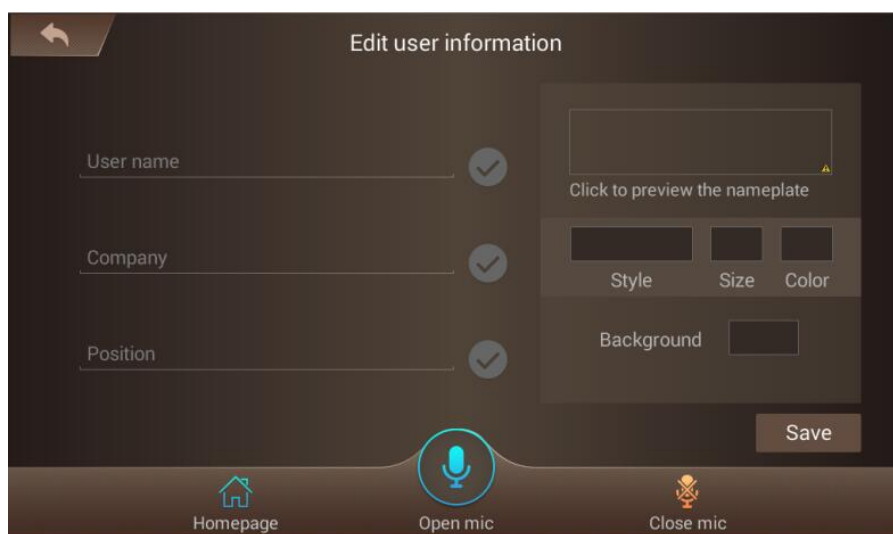 Edit user information
User name
Company
Position
Click to preview the nameplate
Style Size Color
Background
Save
Homepage Open mic Close mic